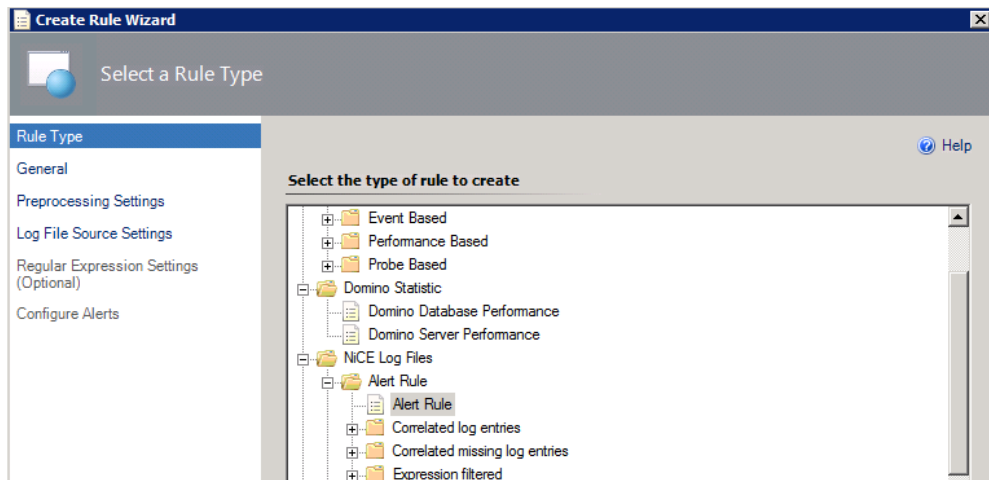 Create Rule Wizard
Select a Rule Type
Rule Type
General
Preprocessing Settings
Log File Source Settings
Regular Expression Settings
(Optional)
Configure Alerts
Help
Select the type of rule to create
Event Based
Performance Based
Probe Based
Domino Statistic
Domino Database Performance
Domino Server Performance
NiCE Log Files
Alert Rule
Alert Rule
Correlated log entries
Correlated missing log entries
Expression filtered